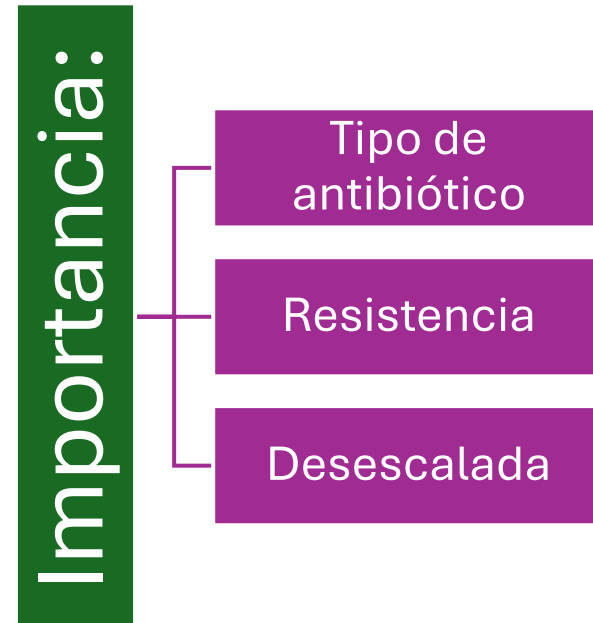 Importancia:
Tipo de
antibiótico
Resistencia
Desescalada